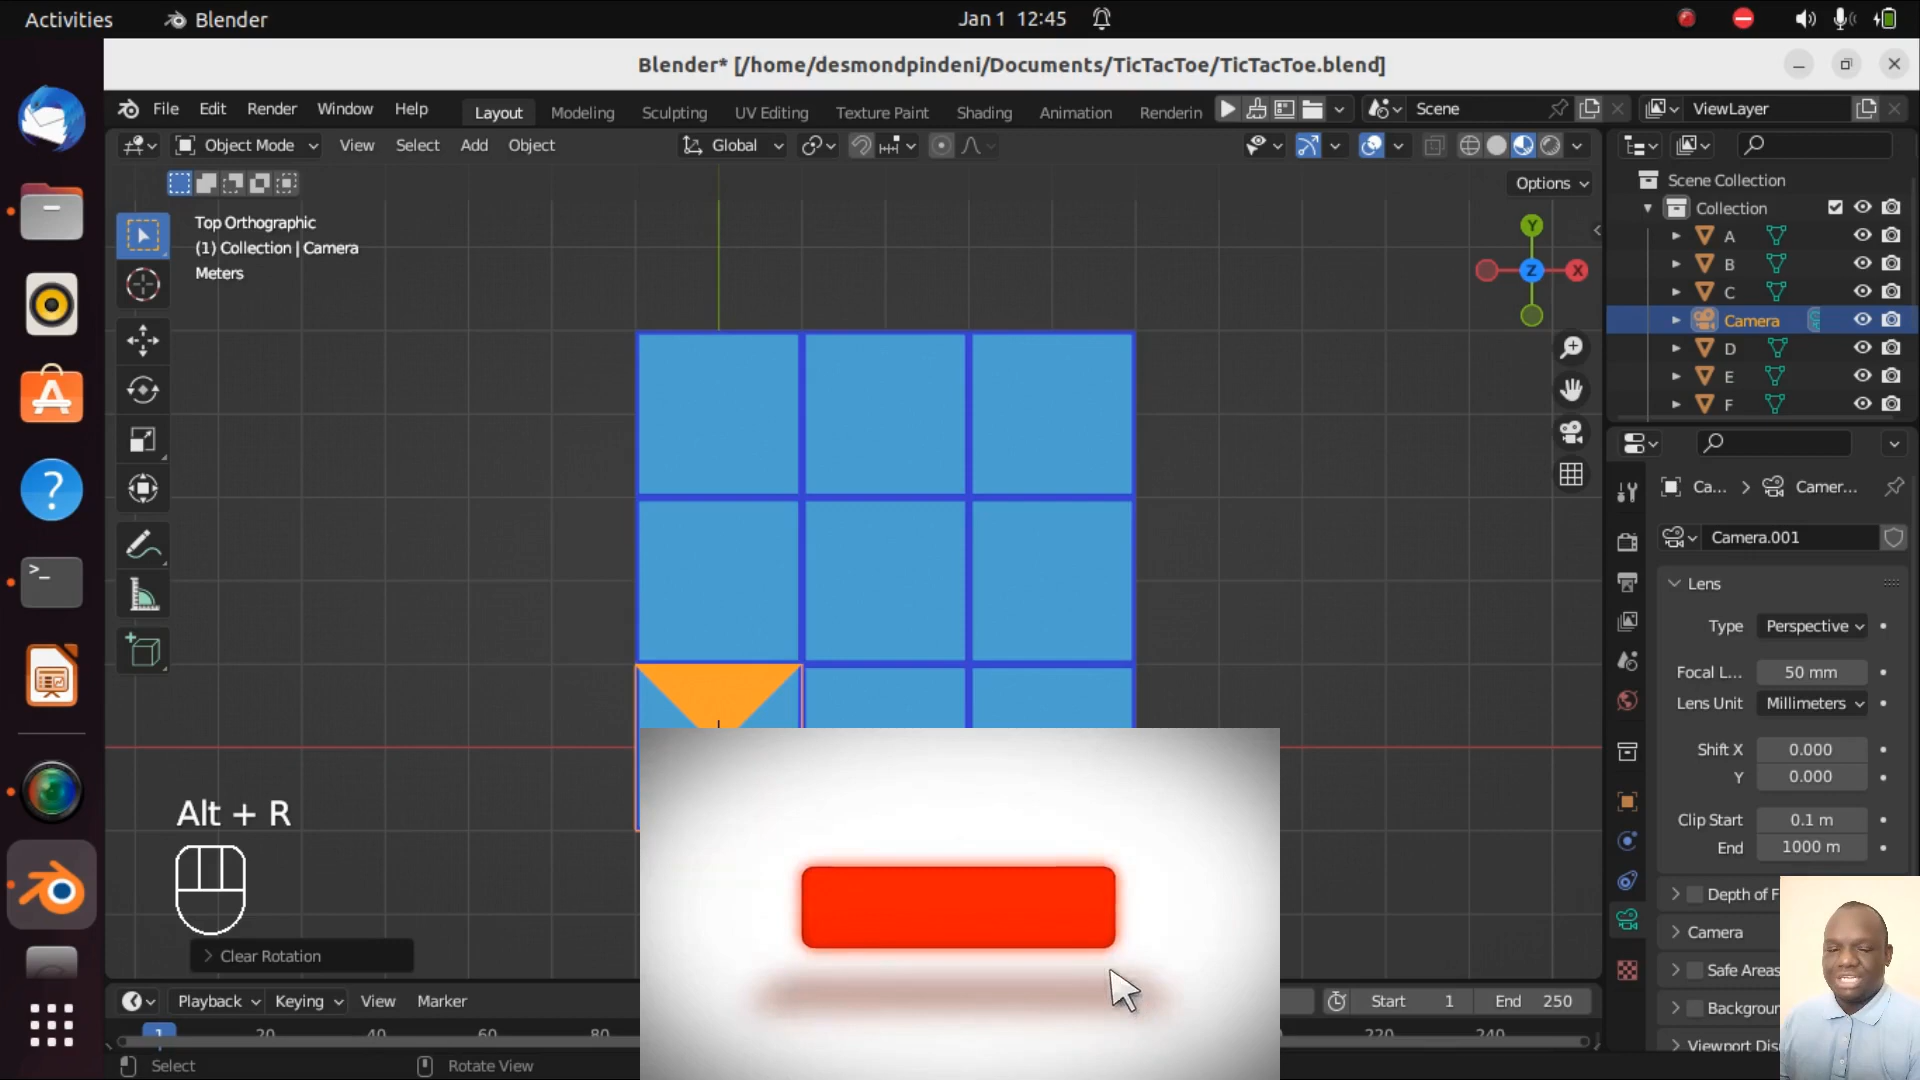 Activities
Blender
Jan 1 12:45
Blender* [/home/desmondpindeni/Documents/TicTacToe/TicTacToe.blend]
File Edit Render Window Help
Layout Modeling Sculpting UV Editing Texture Paint Shading Animation Renderin
Scene
ViewLayer
Object Mode View Select Add Object
Global
Options
Top Orthographic
(1) Collection | Camera
Meters
Y
Z
X
Scene Collection
Collection
A
B
C
Camera
D
E
F
Ca... > Camer...
Camera.001
Lens
Type Perspective
Focal L... 50 mm
Lens Unit Millimeters
Shift X 0.000
Y 0.000
Clip Start 0.1 m
End 1000 m
Depth of F
Camera
Safe Areas
Backgroun
Viewport Dis
Alt + R
Clear Rotation
Playback Keying View Marker
Start 1 End 250
1 20 40 60 80 220 240
Select
Rotate View